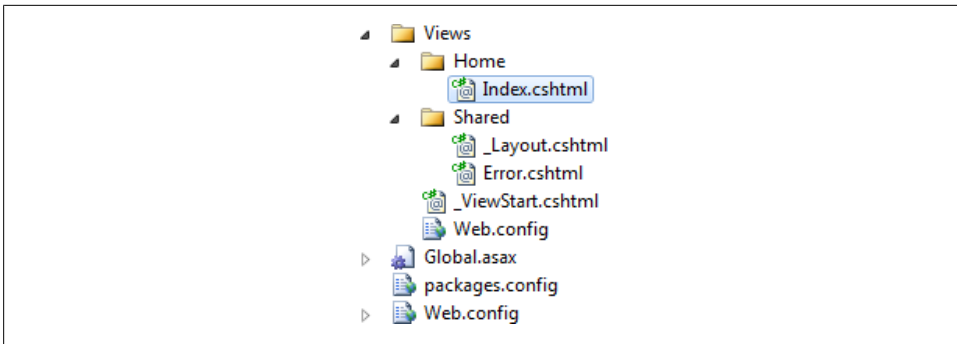 Views
Home
Index.cshtml
Shared
_Layout.cshtml
Error.cshtml
_ViewStart.cshtml
Web.config
Global.asax
packages.config
Web.config